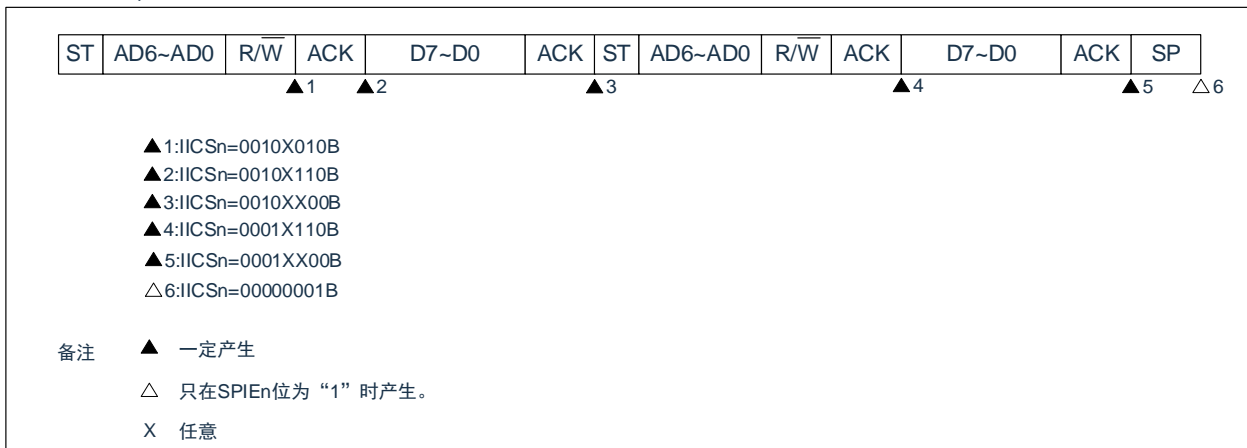 ST AD6~AD0 R/W ACK D7~D0 ACK ST AD6~AD0 R/W ACK D7~D0 ACK SP
▲1 ▲2 ▲3 ▲4 ▲5 △6
▲1:IICSn=0010X010B
▲2:IICSn=0010X110B
▲3:IICSn=0010XX00B
▲4:IICSn=0001X110B
▲5:IICSn=0001XX00B
△6:IICSn=00000001B
备注 ▲ 一定产生
△ 只在SPIEn位为“1”时产生。
X 任意